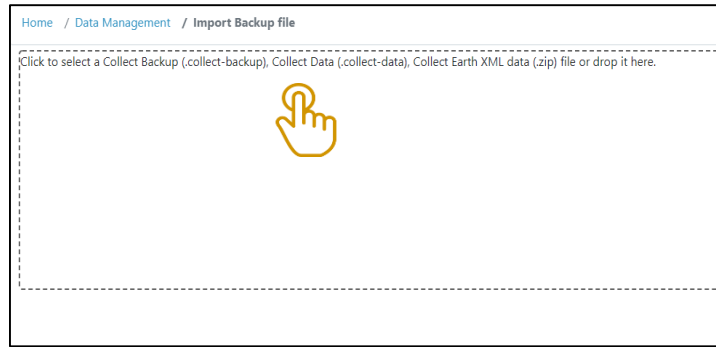 Home / Data Management / Import Backup file
Click to select a Collect Backup (.collect-backup), Collect Data (.collect-data), Collect Earth XML data (.zip) file or drop it here.